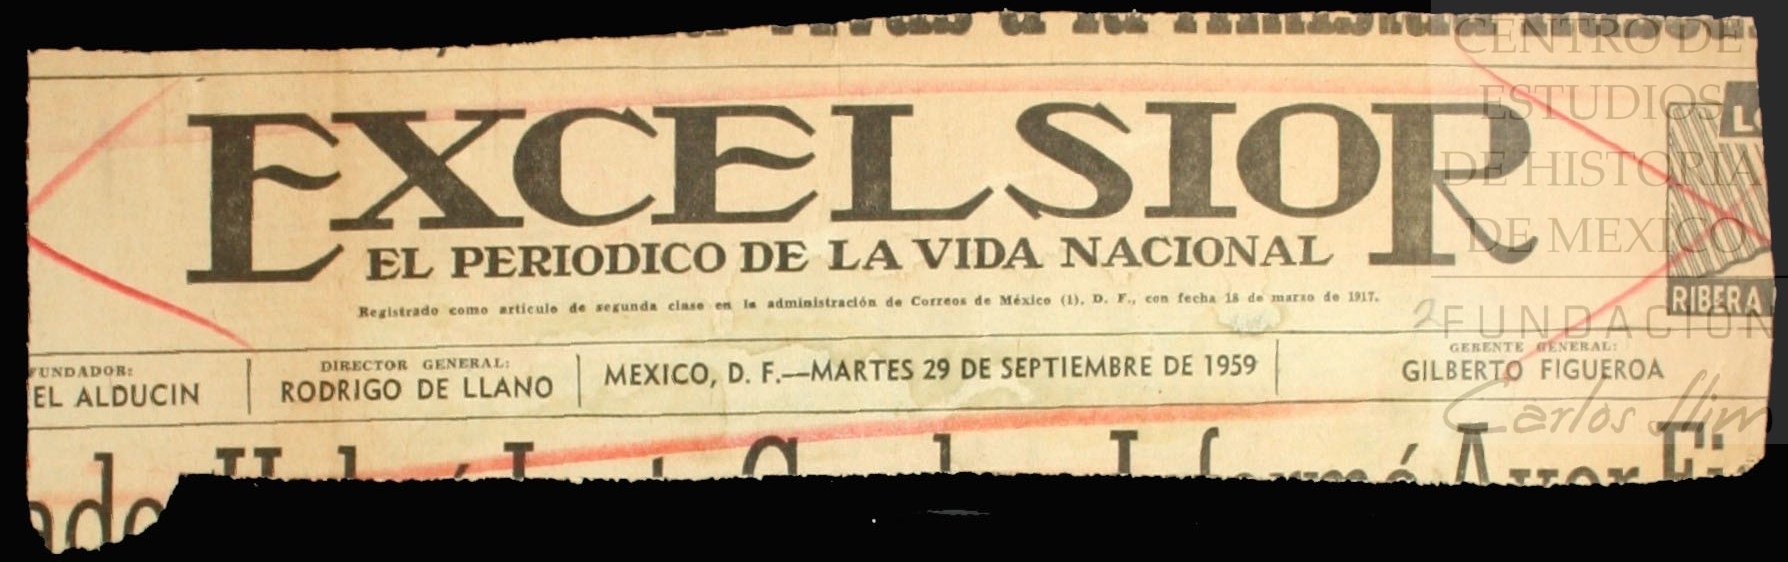 EXCELSIOR
EL PERIODICO DE LA VIDA NACIONAL
Registrado como artículo de segunda clase en la administración de Correos de México (1), D. F., con fecha 18 de marzo de 1917.
FUNDADOR:
EL ALDUCIN
DIRECTOR GENERAL:
RODRIGO DE LLANO
MEXICO, D. F.—MARTES 29 DE SEPTIEMBRE DE 1959
GERENTE GENERAL:
GILBERTO FIGUEROA
RIBERA
2
CENTRO DE
ESTUDIOS
DE HISTORIA
DE MEXICO
FUNDACION
Carlos Slim